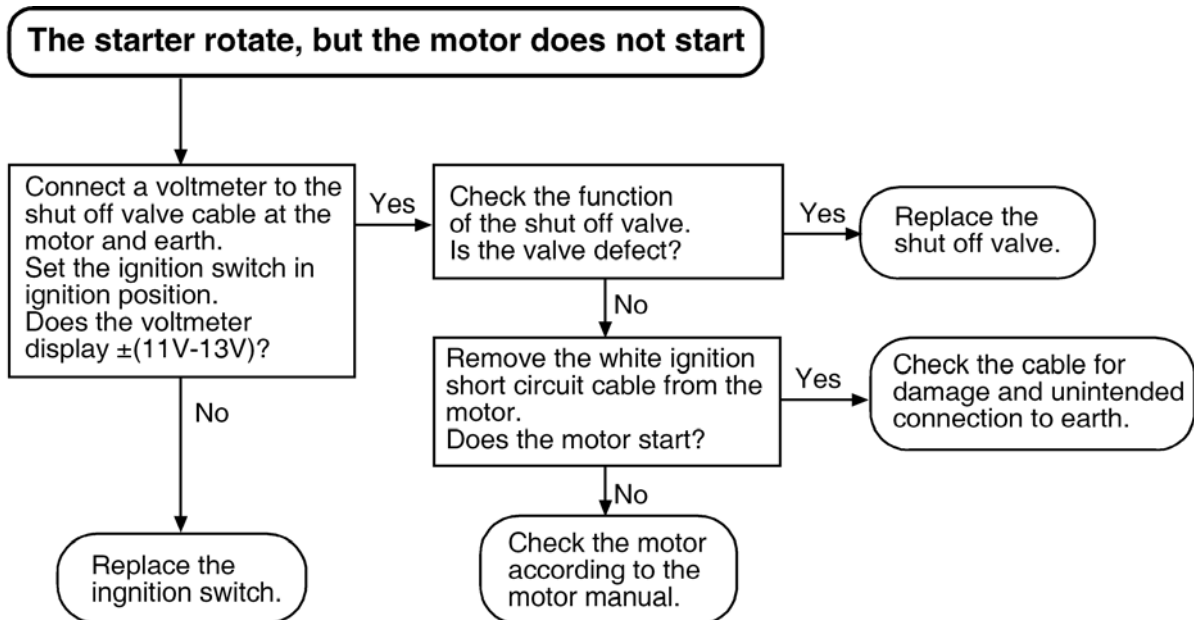 The starter rotate, but the motor does not start
Connect a voltmeter to the
shut off valve cable at the
motor and earth.
Set the ignition switch in
ignition position.
Does the voltmeter
display ±(11V-13V)?
Yes
Check the function
of the shut off valve.
Is the valve defect?
Yes
Replace the
shut off valve.
No
Remove the white ignition
short circuit cable from the
motor.
Does the motor start?
Yes
Check the cable for
damage and unintended
connection to earth.
No
No
Replace the
ingnition switch.
Check the motor
according to the
motor manual.